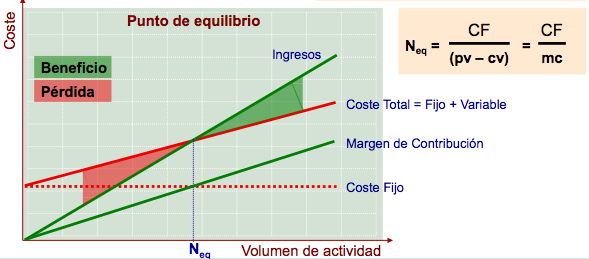 Punto de equilibrio
Coste
Beneficio
Pérdida
Ingresos
Coste Total = Fijo + Variable
Margen de Contribución
Coste Fijo
Neq
Volumen de actividad
Neq = CF / (pv – cv) = CF / mc